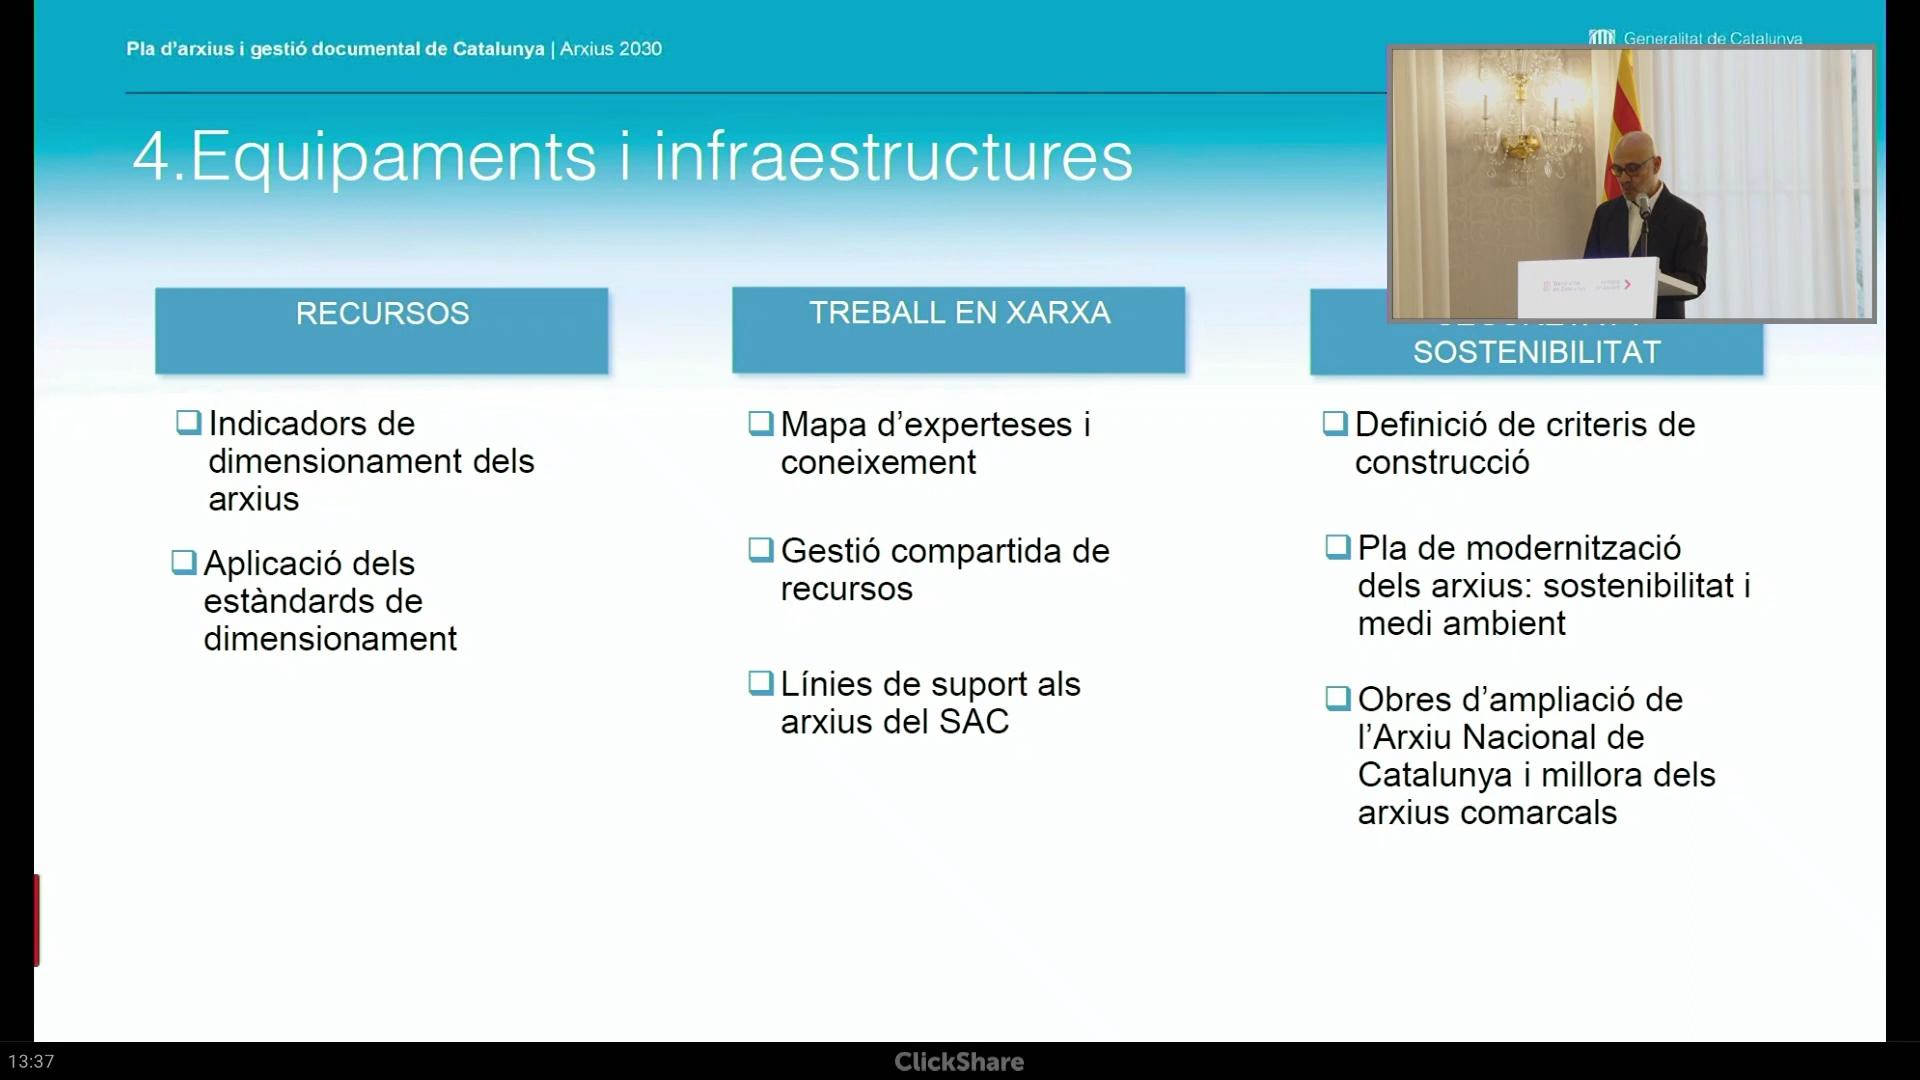 Pla d'arxius i gestió documental de Catalunya | Arxius 2030
Generalitat de Catalunya
4.Equipaments i infraestructures
RECURSOS
Indicadors de
dimensionament dels
arxius
Aplicació dels
estàndards de
dimensionament
TREBALL EN XARXA
Mapa d’experteses i
coneixement
Gestió compartida de
recursos
Línies de suport als
arxius del SAC
SOSTENIBILITAT
Definició de criteris de
construcció
Pla de modernització
dels arxius: sostenibilitat i
medi ambient
Obres d’ampliació de
l’Arxiu Nacional de
Catalunya i millora dels
arxius comarcals
13:37
ClickShare